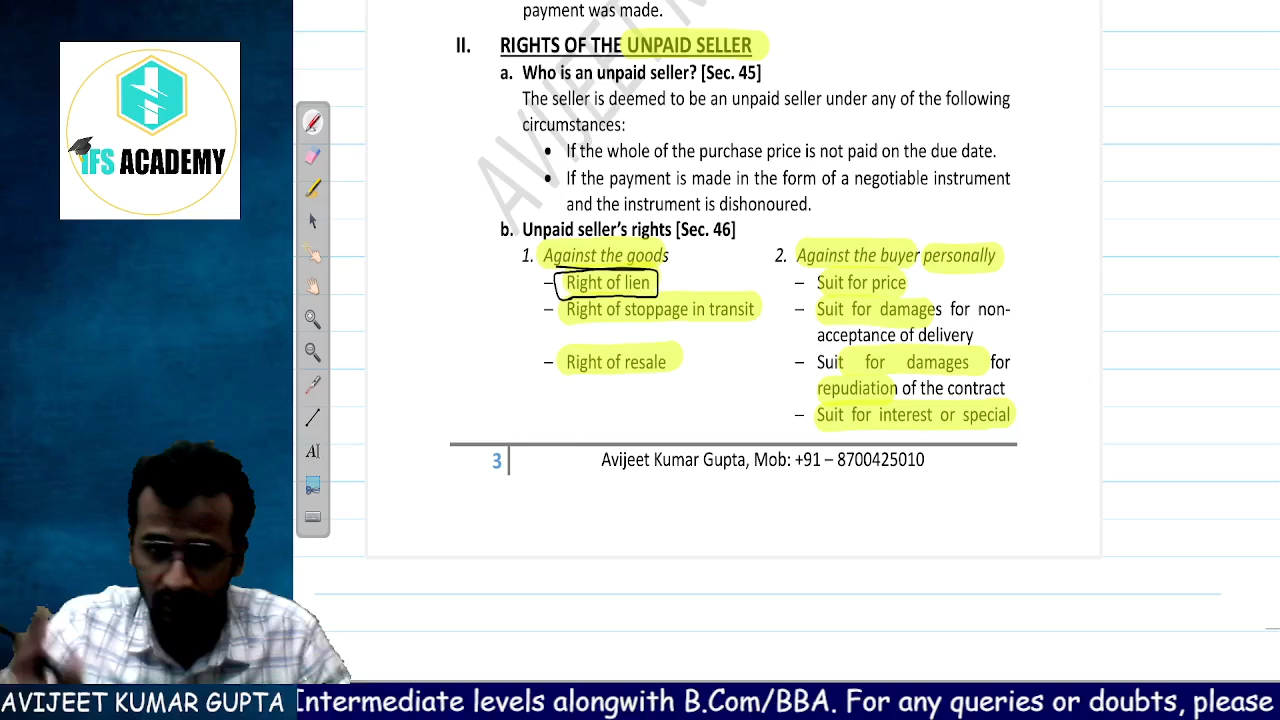 payment was made.
II. RIGHTS OF THE UNPAID SELLER
a. Who is an unpaid seller? [Sec. 45]
The seller is deemed to be an unpaid seller under any of the following
circumstances:
• If the whole of the purchase price is not paid on the due date.
• If the payment is made in the form of a negotiable instrument
and the instrument is dishonoured.
b. Unpaid seller's rights [Sec. 46]
1. Against the goods
– Right of lien
– Right of stoppage in transit
– Right of resale
2. Against the buyer personally
– Suit for price
– Suit for damages for non-
acceptance of delivery
– Suit for damages for
repudiation of the contract
– Suit for interest or special
3
Avijeet Kumar Gupta, Mob: +91 – 8700425010
IFS ACADEMY
AI
AVIJEET KUMAR GUPTA
Intermediate levels alongwith B.Com/BBA. For any queries or doubts, please